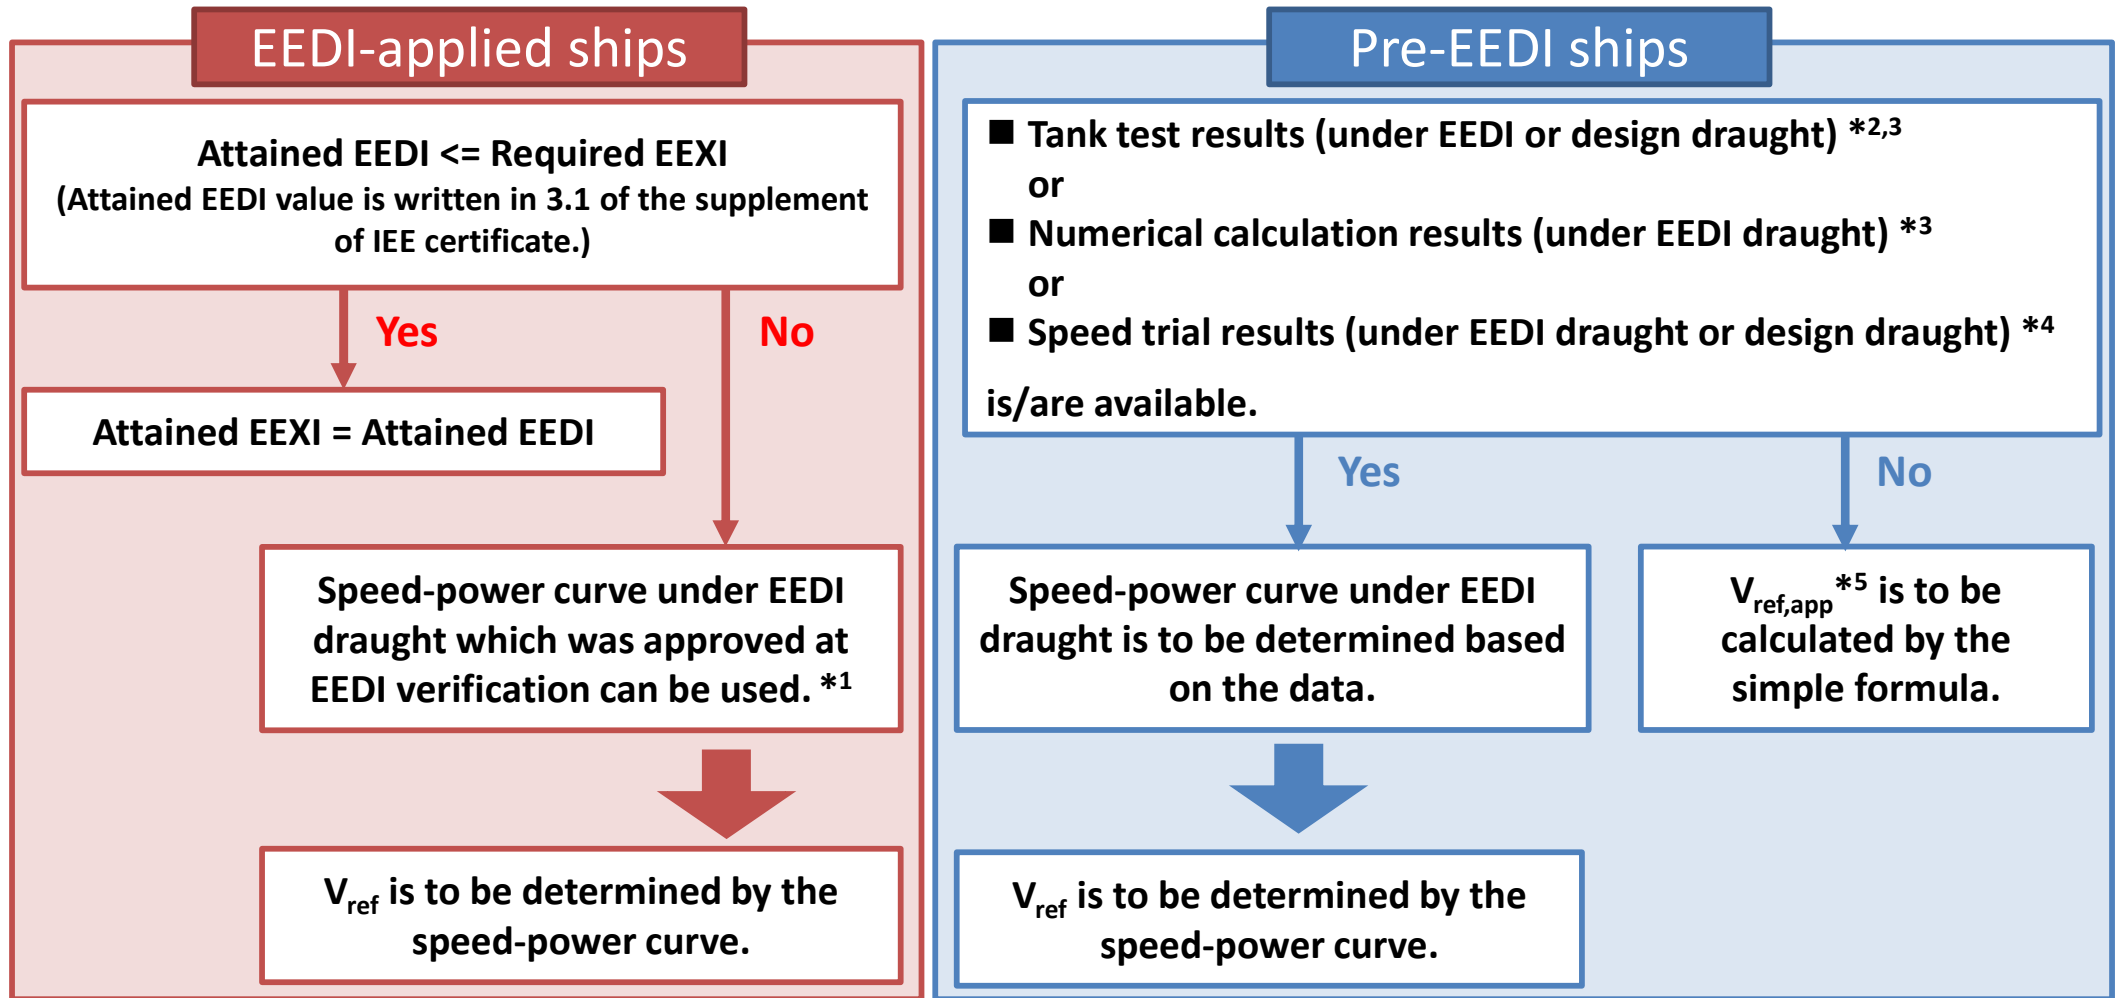 EEDI-applied ships
Attained EEDI <= Required EEXI
(Attained EEDI value is written in 3.1 of the supplement
of IEE certificate.)
Yes
No
Attained EEXI = Attained EEDI
Speed-power curve under EEDI
draught which was approved at
EEDI verification can be used. *1
Vref is to be determined by the
speed-power curve.
Pre-EEDI ships
■ Tank test results (under EEDI or design draught) *2,3
or
■ Numerical calculation results (under EEDI draught) *3
or
■ Speed trial results (under EEDI draught or design draught) *4
is/are available.
Yes
No
Speed-power curve under EEDI
draught is to be determined based
on the data.
Vref,app*5 is to be
calculated by the
simple formula.
Vref is to be determined by the
speed-power curve.